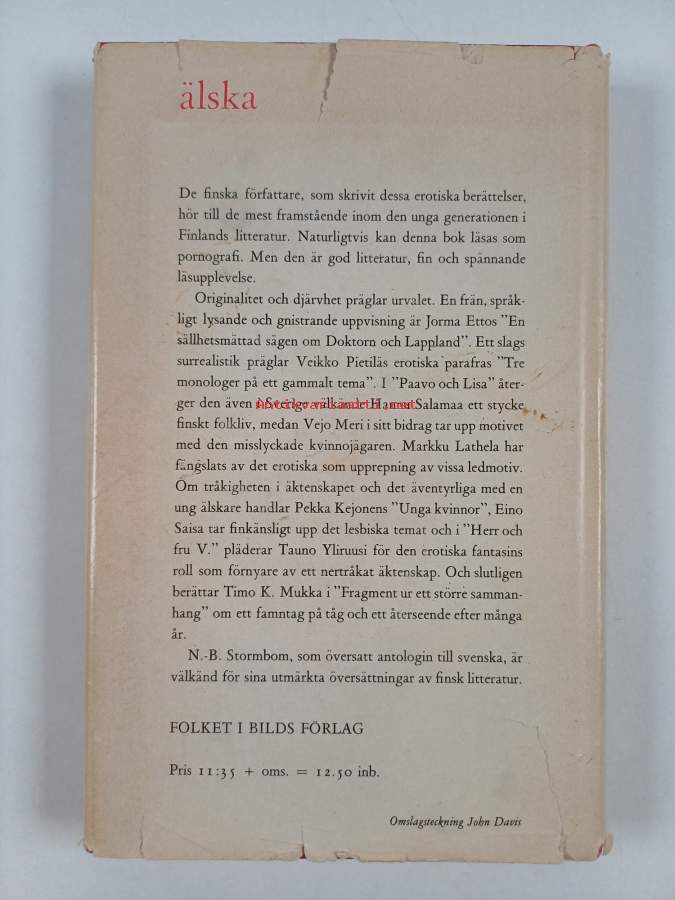 älska
De finska författare, som skrivit dessa erotiska berättelser,
hör till de mest framstående inom den unga generationen i
Finlands litteratur. Naturligtvis kan denna bok läsas som
pornografi. Men den är god litteratur, fin och spännande
läsupplevelse.
Originalitet och djärvhet präglar urvalet. En frän, språk-
ligt lysande och gnistrande uppvisning är Jorma Ettos "En
sällhetsmättad sägen om Doktorn och Lappland". Ett slags
surrealistik präglar Veikko Pietiläs erotiska parafras "Tre
monologer på ett gammalt tema". I "Paavo och Lisa" åter-
ger den även i Sverige välkände Hannu Salamaa ett stycke
finskt folkliv, medan Vejo Meri i sitt bidrag tar upp motivet
med den misslyckade kvinnojägaren. Markku Lathela har
fängslats av det erotiska som upprepning av vissa ledmotiv.
Om tråkigheten i äktenskapet och det äventyrliga med en
ung älskare handlar Pekka Kejonens "Unga kvinnor", Eino
Saisa tar finkänsligt upp det lesbiska temat och i "Herr och
fru V." pläderar Tauno Yliruusi för den erotiska fantasins
roll som förnyare av ett nertråkat äktenskap. Och slutligen
berättar Timo K. Mukka i "Fragment ur ett större samman-
hang" om ett famntag på tåg och ett återseende efter många
år.
N.-B. Stormbom, som översatt antologin till svenska, är
välkänd för sina utmärkta översättningar av finsk litteratur.
FOLKET I BILDS FÖRLAG
Pris 11:35 + oms. = 12.50 inb.
Omslagsteckning John Davis